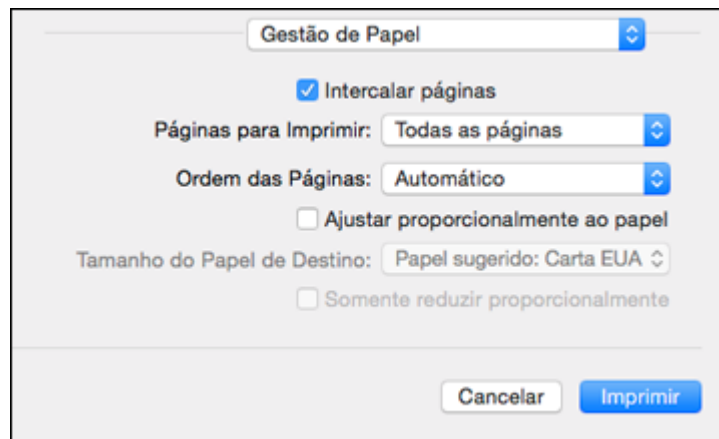 Gestão de Papel
Intercalar páginas
Páginas para Imprimir: Todas as páginas
Ordem das Páginas: Automático
Ajustar proporcionalmente ao papel
Tamanho do Papel de Destino: Papel sugerido: Carta EUA
Somente reduzir proporcionalmente
Cancelar Imprimir